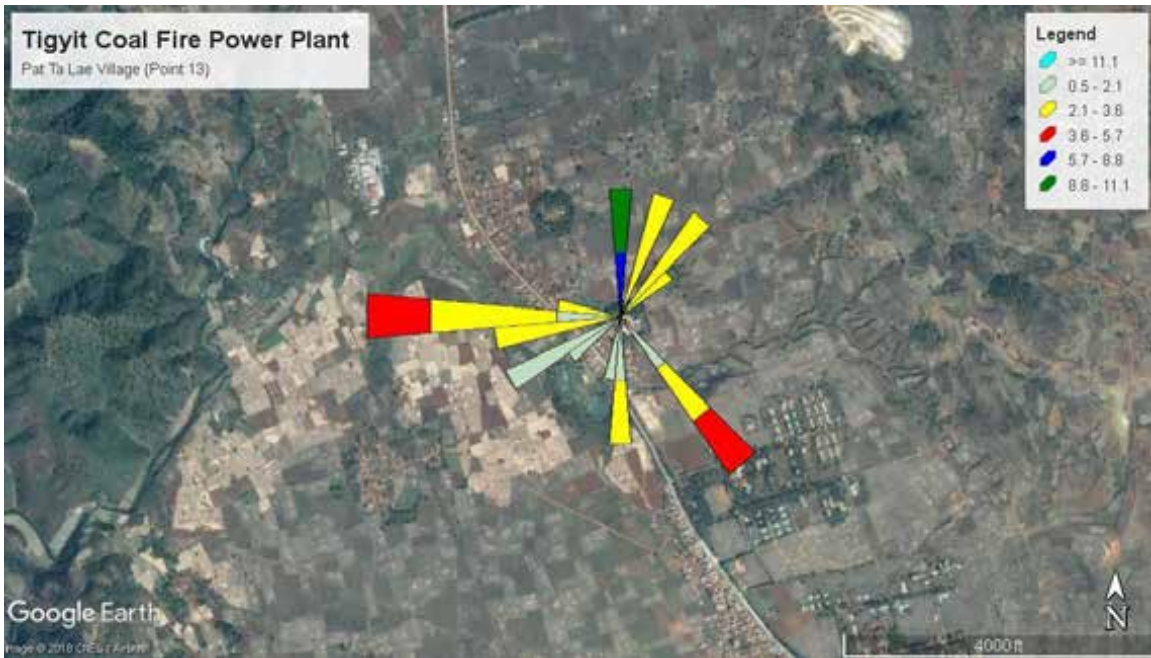 Tigyit Coal Fire Power Plant
Pat Ta Lae Village (Point 13)
Legend
>= 11.1
0.5 - 2.1
2.1 - 3.6
3.6 - 5.7
5.7 - 8.8
8.8 - 11.1
Google Earth
© 2018
N
4000 ft